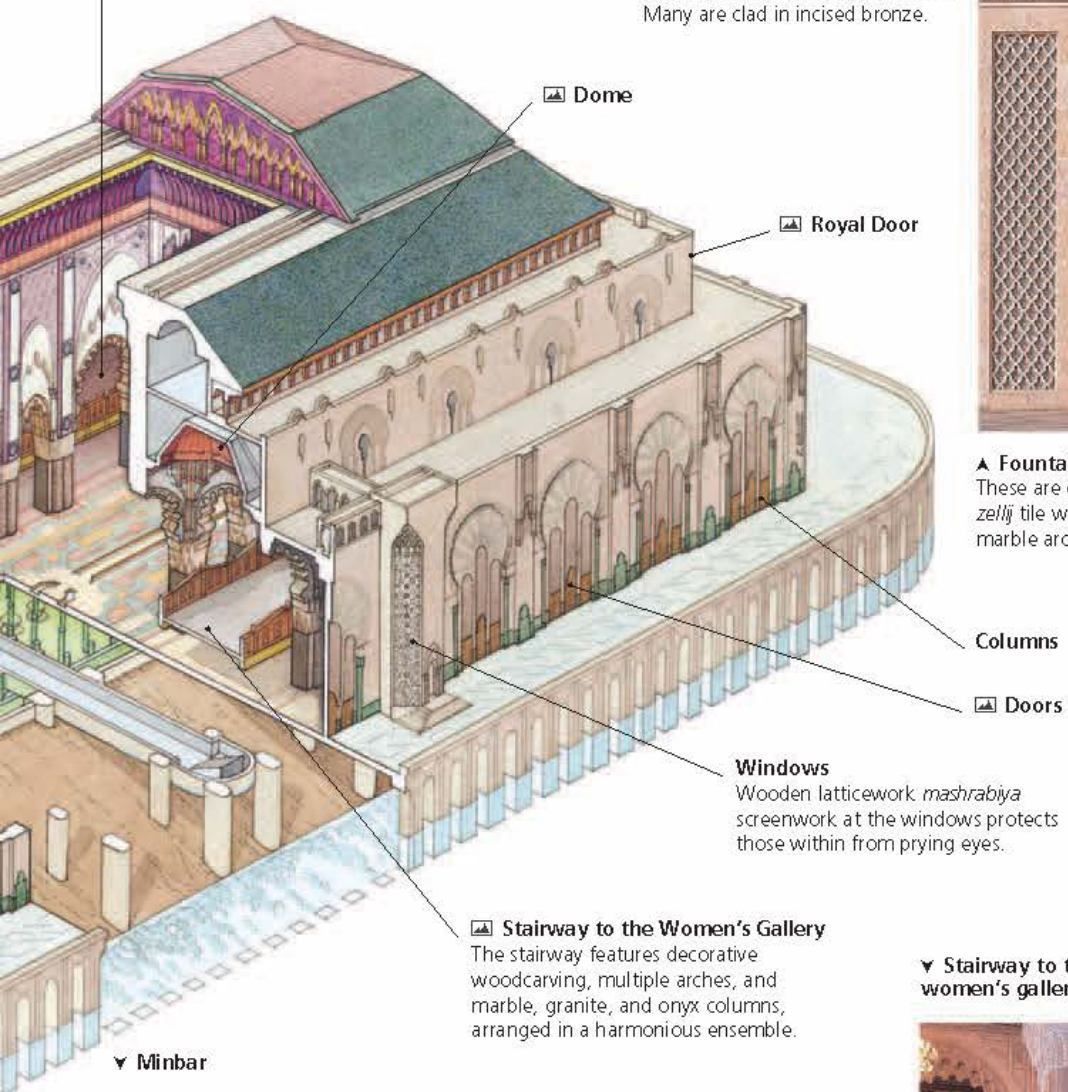 Many are clad in incised bronze.
Dome
Royal Door
▲ Founta
These are
zellij tile w
marble arc
Columns
Doors
Windows
Wooden latticework mashrabiya
screenwork at the windows protects
those within from prying eyes.
Stairway to the Women's Gallery
The stairway features decorative
woodcarving, multiple arches, and
marble, granite, and onyx columns,
arranged in a harmonious ensemble.
▼ Stairway to t
women's galler
▼ Minbar